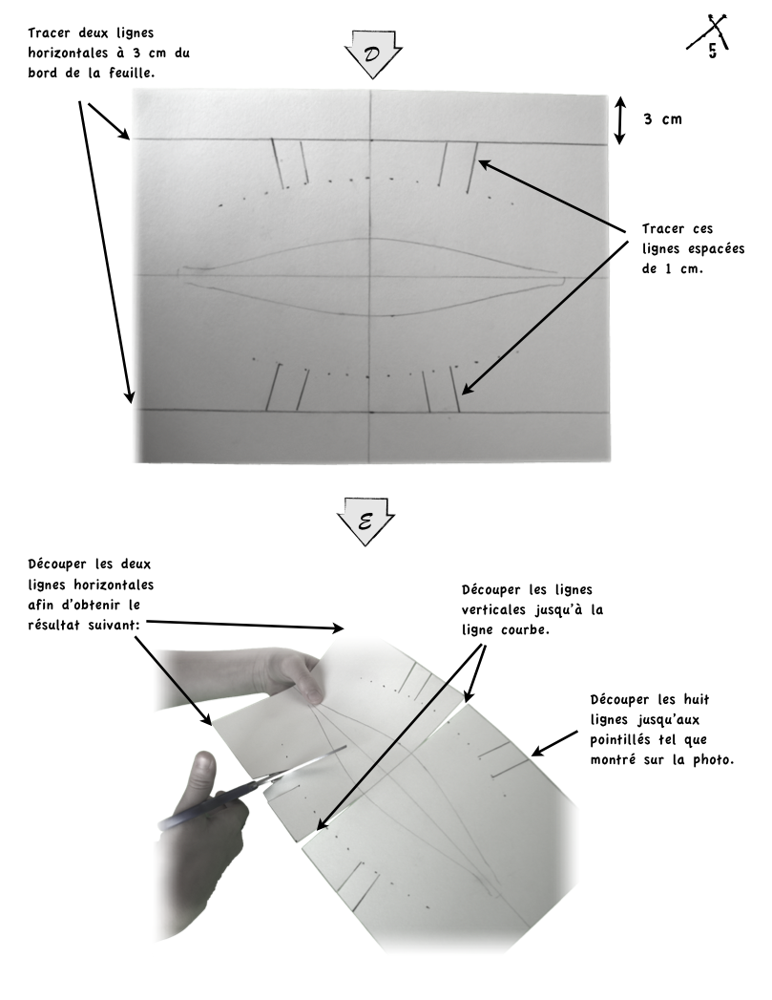 Tracer deux lignes
horizontales à 3 cm du
bord de la feuille.
D
5
3 cm
Tracer ces
lignes espacées
de 1 cm.
E
Découper les deux
lignes horizontales
afin d'obtenir le
résultat suivant:
Découper les lignes
verticales jusqu'à la
ligne courbe.
Découper les huit
lignes jusqu'aux
pointillés tel que
montré sur la photo.